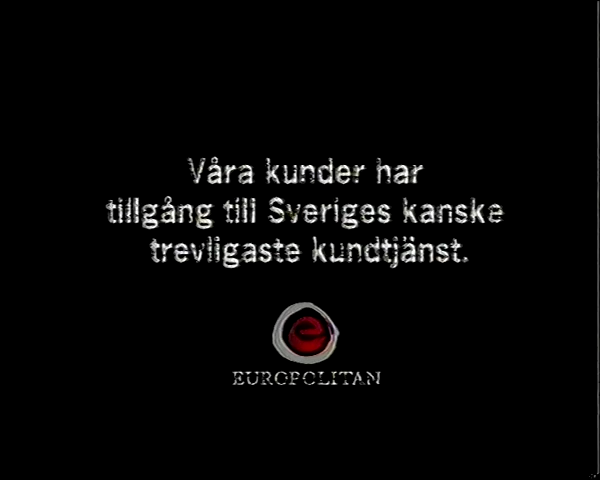 Våra kunder har
tillgång till Sveriges kanske
trevligaste kundtjänst.
e
EUROPOLITAN